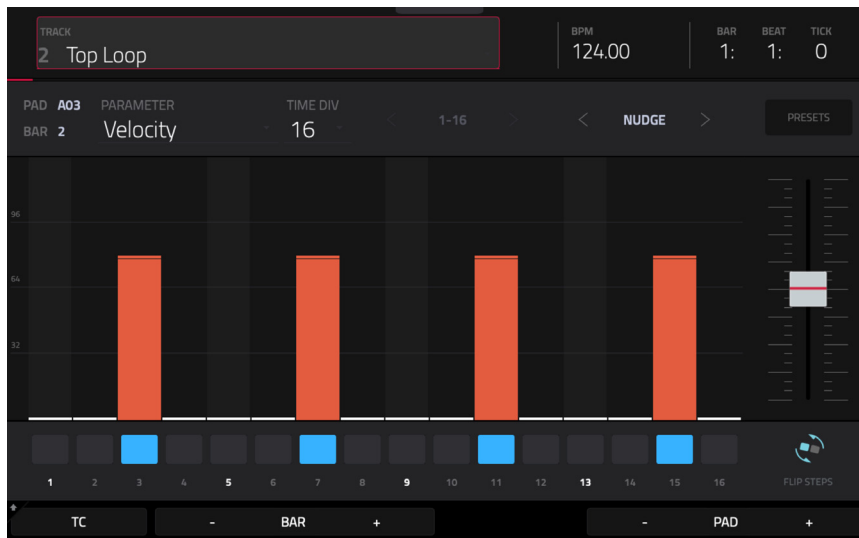 TRACK
2 Top Loop
BPM
124.00
BAR BEAT TICK
1: 1: 0
PAD A03 PARAMETER TIME DIV
BAR 2 Velocity 16 < 1-16 > < NUDGE > PRESETS
96
64
32
1 2 3 4 5 6 7 8 9 10 11 12 13 14 15 16 FLIP STEPS
TC - BAR + - PAD +